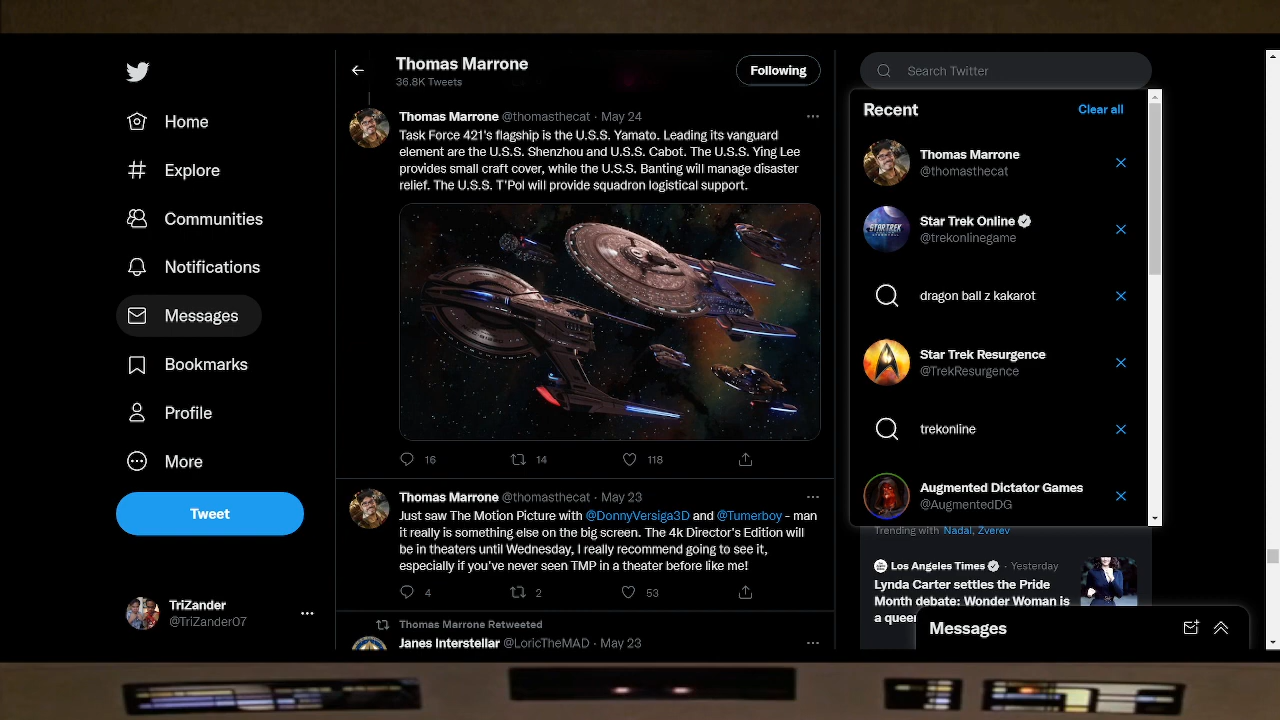 Home
Explore
Communities
Notifications
Messages
Bookmarks
Profile
More
Tweet
TriZander
@TriZander07
Thomas Marrone
36.8K Tweets
Following
Thomas Marrone @thomasthecat · May 24
Task Force 421's flagship is the U.S.S. Yamato. Leading its vanguard
element are the U.S.S. Shenzhou and U.S.S. Cabot. The U.S.S. Ying Lee
provides small craft cover, while the U.S.S. Banting will manage disaster
relief. The U.S.S. T'Pol will provide squadron logistical support.
16 14 118
Thomas Marrone @thomasthecat · May 23
Just saw The Motion Picture with @DonnyVersiga3D and @Tumerboy - man
it really is something else on the big screen. The 4k Director's Edition will
be in theaters until Wednesday, I really recommend going to see it,
especially if you've never seen TMP in a theater before like me!
4 2 53
Thomas Marrone Retweeted
Janes Interstellar @LoricTheMAD · May 23
Search Twitter
Recent
Clear all
Thomas Marrone
@thomasthecat
STAR TREK
Star Trek Online
@trekonlinegame
dragon ball z kakarot
Star Trek Resurgence
@TrekResurgence
trekonline
Augmented Dictator Games
@AugmentedDG
Trending with Nadal, Zverev
Los Angeles Times · Yesterday
Lynda Carter settles the Pride
Month debate: Wonder Woman is
a queer
Messages